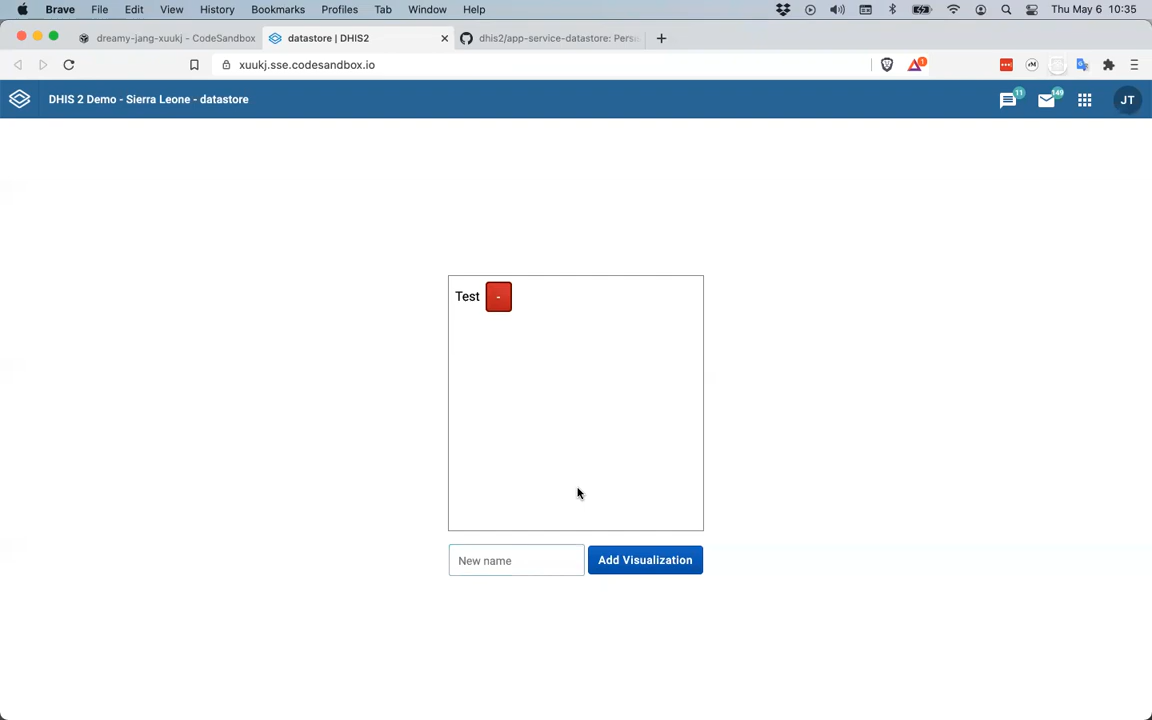 Brave File Edit View History Bookmarks Profiles Tab Window Help Thu May 6 10:35
dreamy-jang-xuukj - CodeSandbox datastore | DHIS2 dhis2/app-service-datastore: Pers
xuukj.sse.codesandbox.io 1
DHIS 2 Demo - Sierra Leone - datastore 11 149 JT
Test -
New name Add Visualization